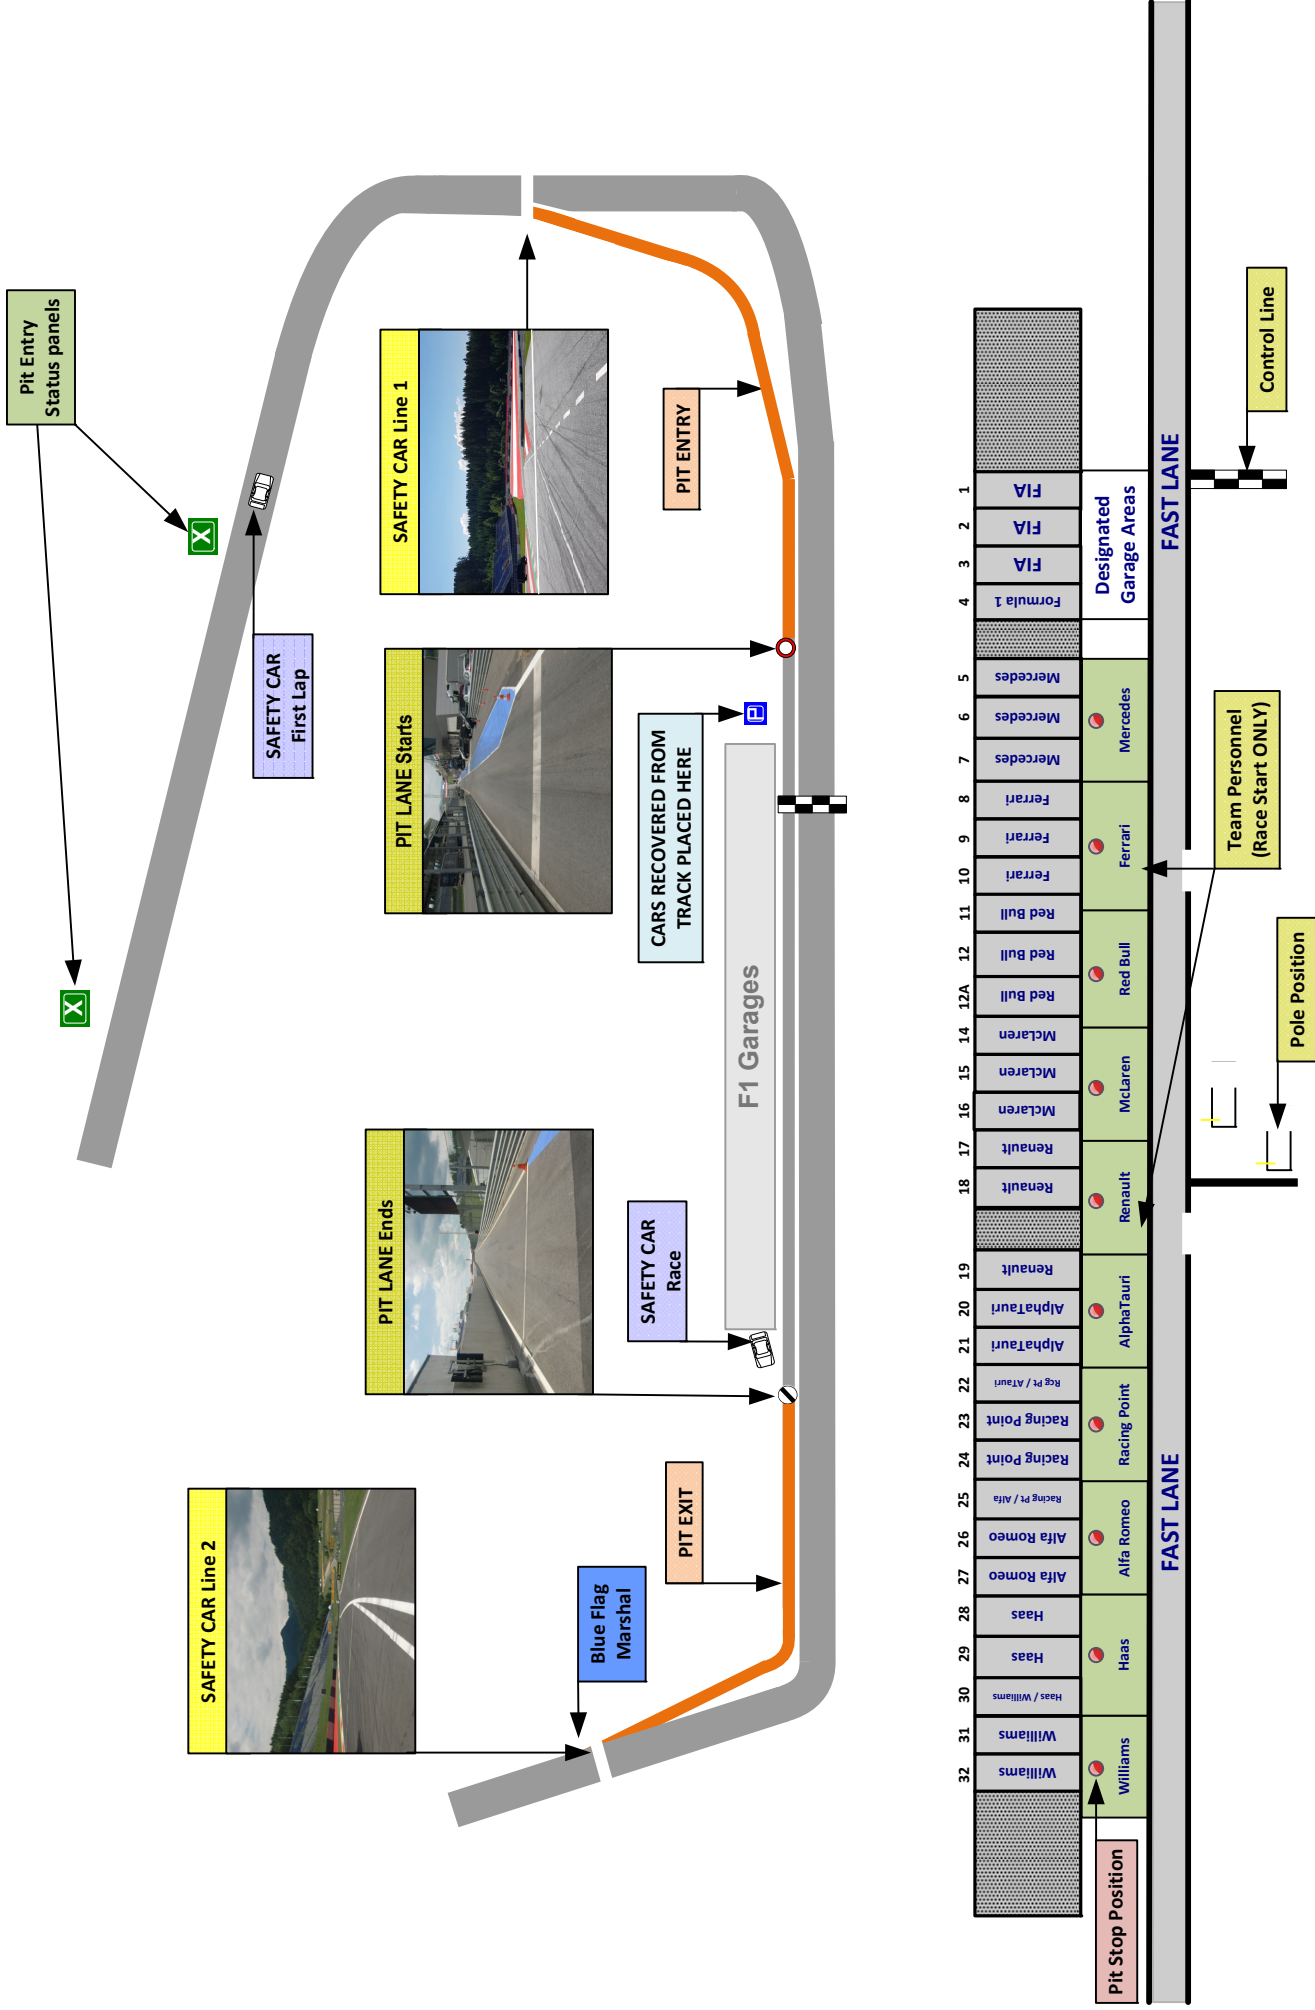 Pit Entry
Status panels
SAFETY CAR
First Lap
SAFETY CAR Line 1
PIT ENTRY
PIT LANE Starts
CARS RECOVERED FROM
TRACK PLACED HERE
P
X
X
F1 Garages
PIT LANE Ends
SAFETY CAR
Race
SAFETY CAR Line 2
Blue Flag
Marshal
PIT EXIT
32
31
30
29
28
27
26
25
24
23
22
21
20
19
18
17
16
15
14
12A
12
11
10
9
8
7
6
5
4
3
2
1
Williams
Williams
Haas / Williams
Haas
Haas
Alfa Romeo
Alfa Romeo
Racing Pt / Alfa
Racing Point
Racing Point
Rcg Pt / ATauri
AlphaTauri
AlphaTauri
Renault
Renault
Renault
McLaren
McLaren
McLaren
Red Bull
Red Bull
Red Bull
Ferrari
Ferrari
Ferrari
Mercedes
Mercedes
Mercedes
Formula 1
FIA
FIA
FIA
Designated
Garage Areas
Williams
Haas
Alfa Romeo
Racing Point
AlphaTauri
Renault
McLaren
Red Bull
Ferrari
Mercedes
Pit Stop Position
FAST LANE
FAST LANE
Team Personnel
(Race Start ONLY)
Control Line
Pole Position